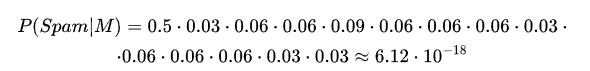 P(Spam|M) = 0.5 · 0.03 · 0.06 · 0.06 · 0.09 · 0.06 · 0.06 · 0.06 · 0.03 ·
·0.06 · 0.06 · 0.06 · 0.03 · 0.03 ≈ 6.12 · 10⁻¹⁸